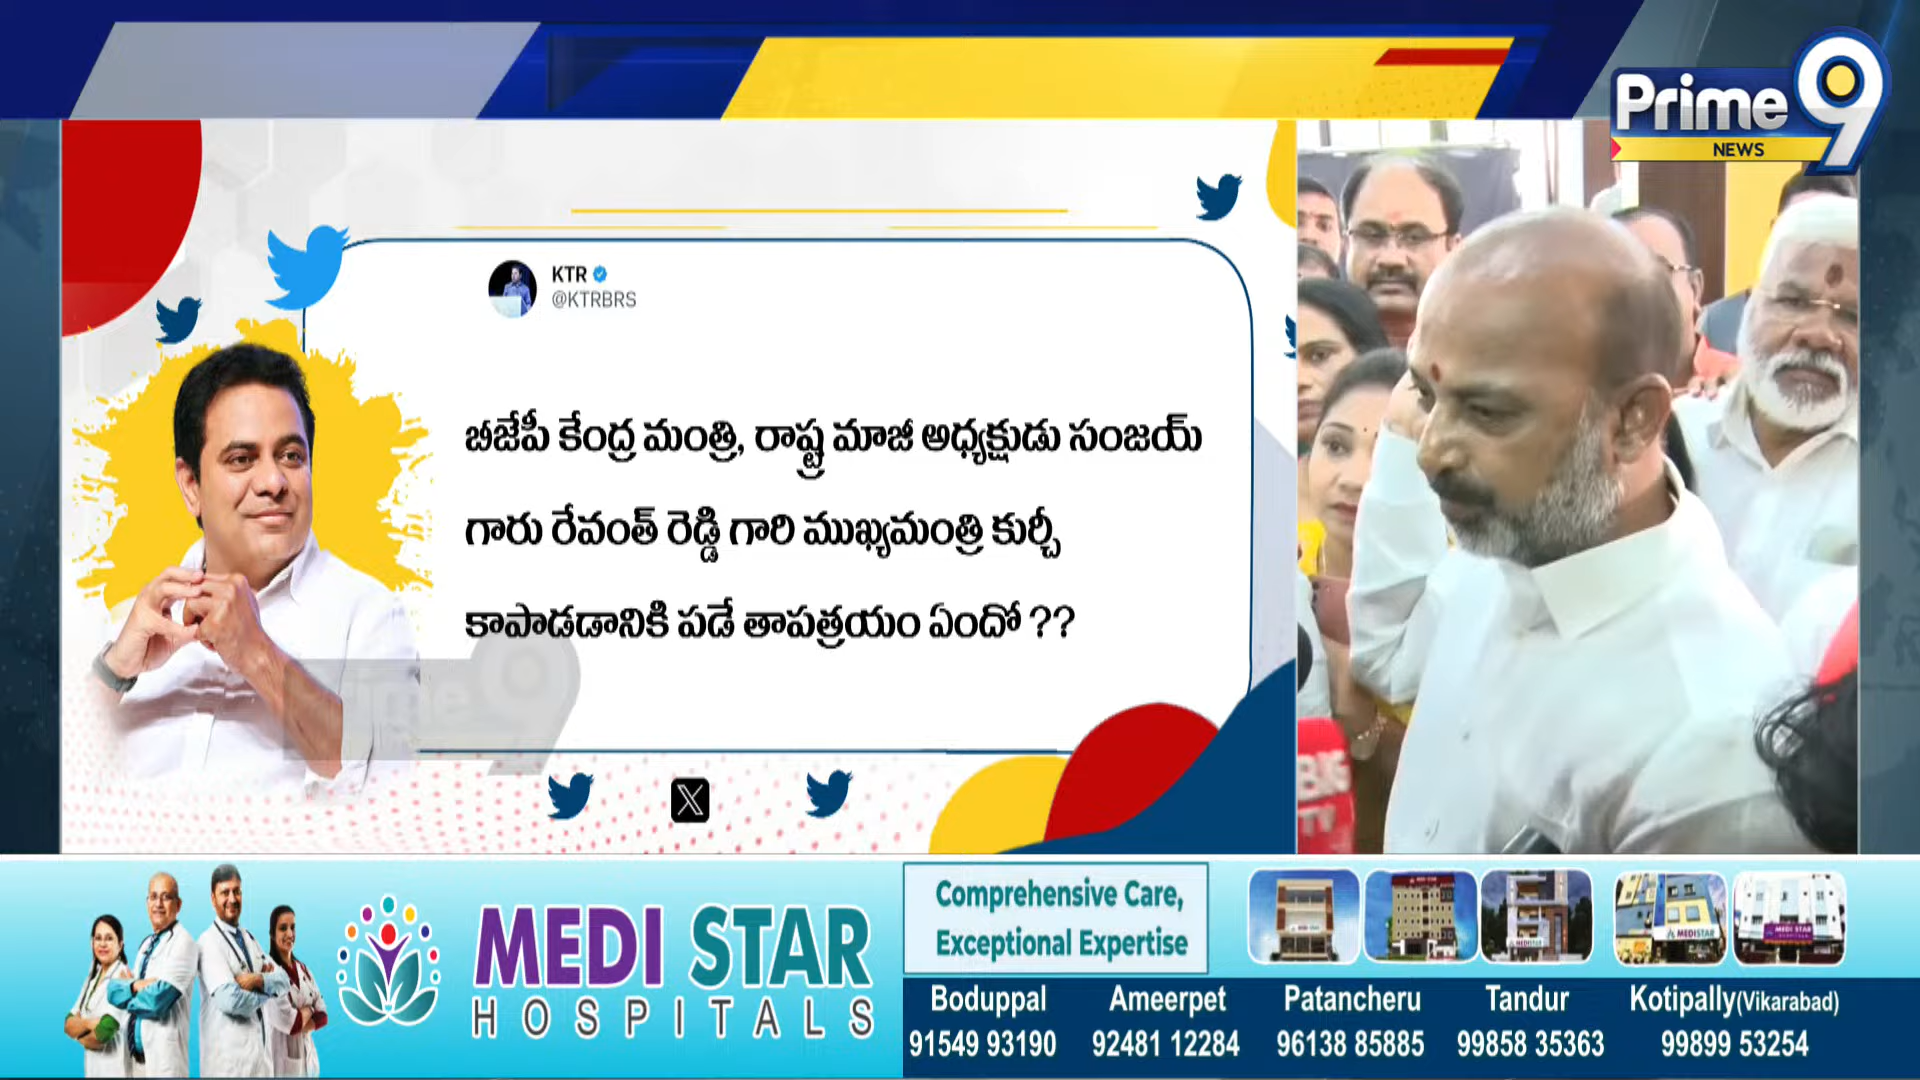 Prime 9
NEWS
KTR
@KTRBRS
బీజేపీ కేంద్ర మంత్రి, రాష్ట్ర మాజీ అధ్యక్షుడు సంజయ్
గారు రేవంత్ రెడ్డి గారి ముఖ్యమంత్రి కుర్చీ
కాపాడడానికి పడే తాపత్రయం ఏందో ??
MEDI STAR
HOSPITALS
Comprehensive Care,
Exceptional Expertise
Boduppal Ameerpet Patancheru Tandur Kotipally(Vikarabad)
91549 93190 92481 12284 96138 85885 99858 35363 99899 53254